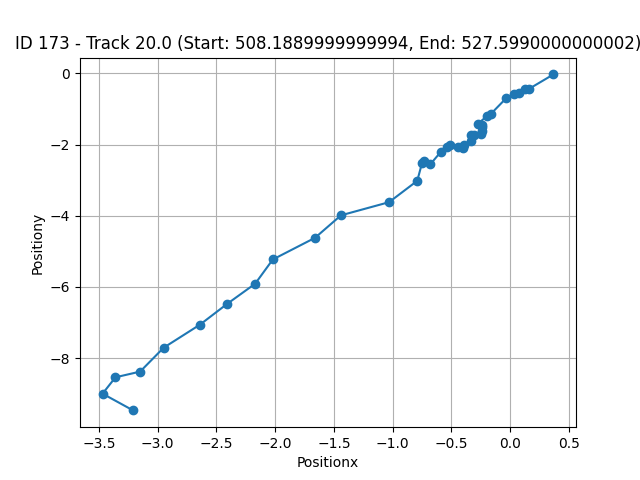 ID 173 - Track 20.0 (Start: 508.1889999999994, End: 527.5990000000002)
0
−2
−4
−6
−8
Positiony
−3.5 −3.0 −2.5 −2.0 −1.5 −1.0 −0.5 0.0 0.5
Positionx